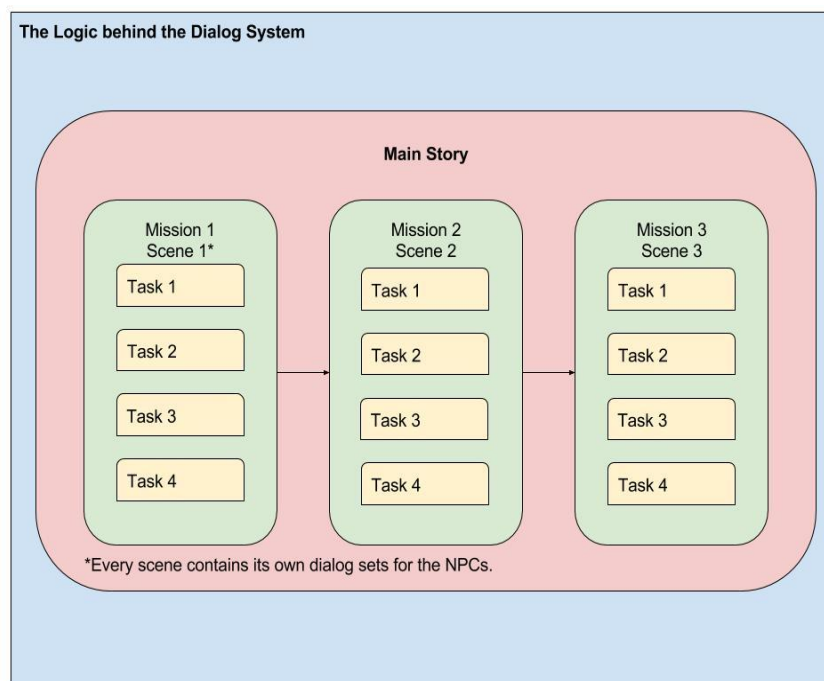 The Logic behind the Dialog System
Main Story
Mission 1
Scene 1*
Task 1
Task 2
Task 3
Task 4
Mission 2
Scene 2
Task 1
Task 2
Task 3
Task 4
Mission 3
Scene 3
Task 1
Task 2
Task 3
Task 4
*Every scene contains its own dialog sets for the NPCs.